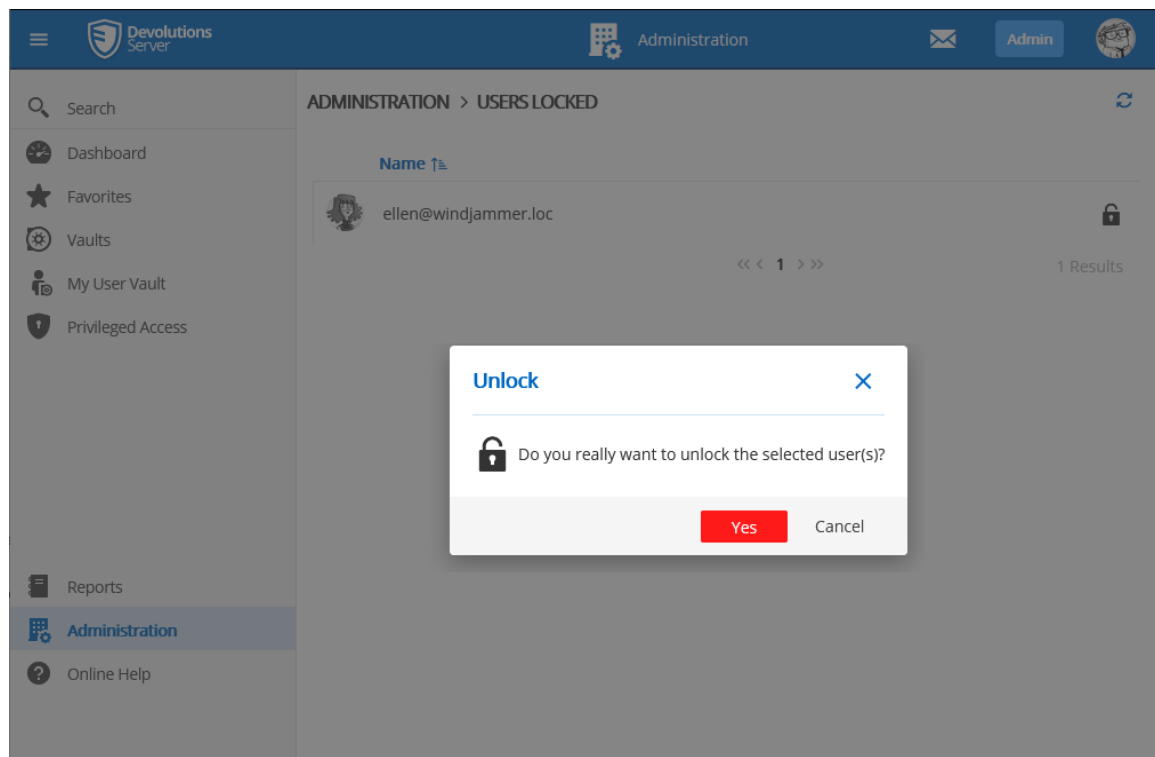 Devolutions
Server
Administration
Admin
Search
Dashboard
Favorites
Vaults
My User Vault
Privileged Access
Reports
Administration
Online Help
ADMINISTRATION > USERS LOCKED
Name
ellen@windjammer.loc
<< < 1 > >>
1 Results
Unlock
Do you really want to unlock the selected user(s)?
Yes
Cancel